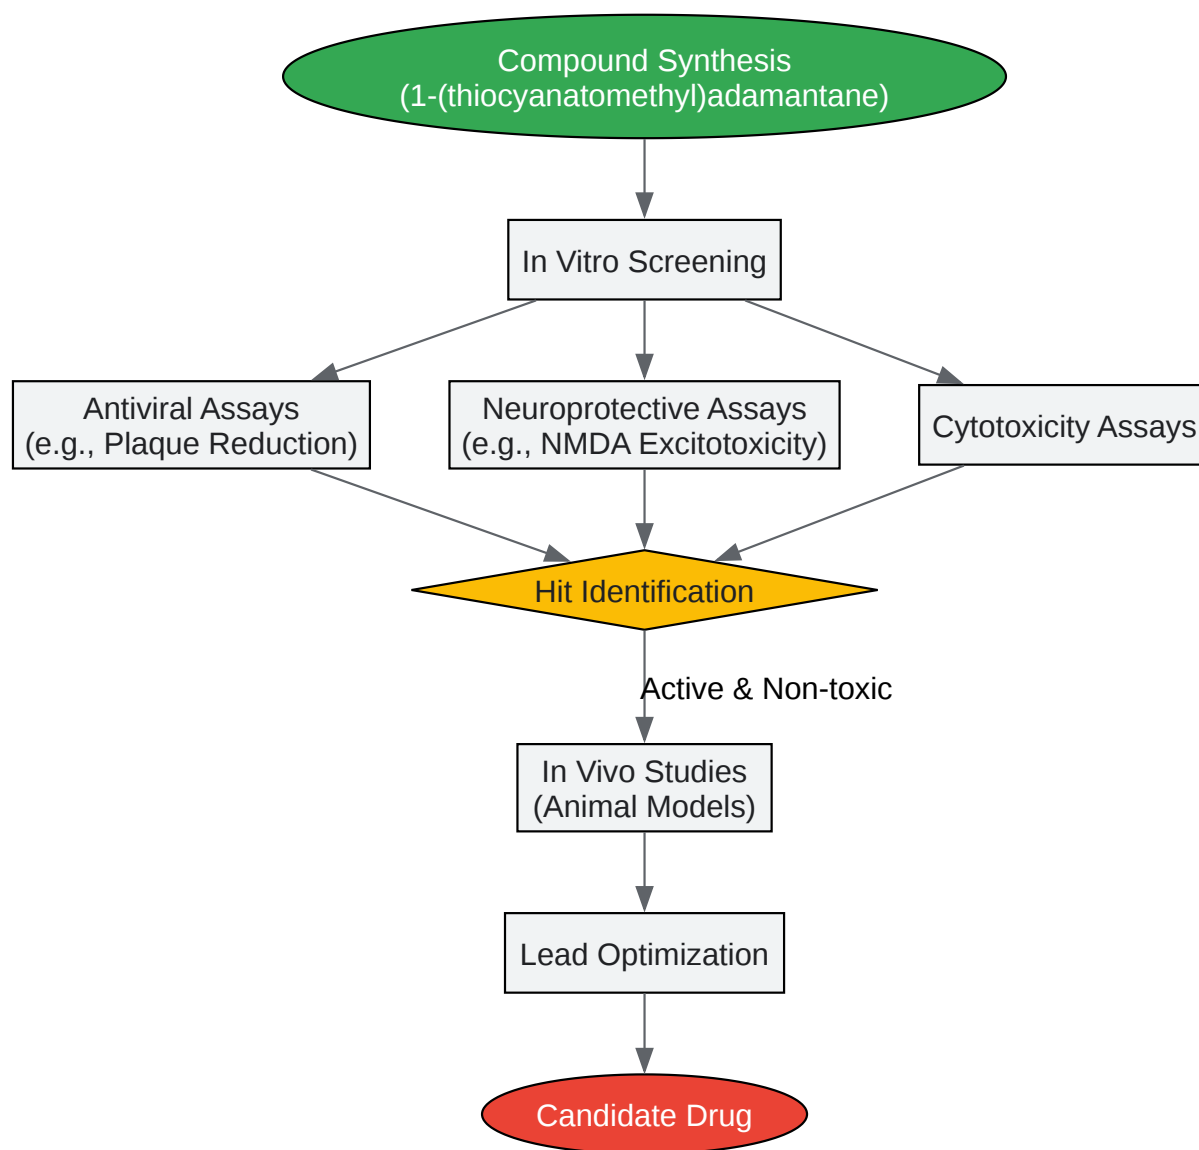 Compound Synthesis
(1-(thiocyanatomethyl)adamantane)
In Vitro Screening
Antiviral Assays
(e.g., Plaque Reduction)
Neuroprotective Assays
(e.g., NMDA Excitotoxicity)
Cytotoxicity Assays
Hit Identification
Active & Non-toxic
In Vivo Studies
(Animal Models)
Lead Optimization
Candidate Drug